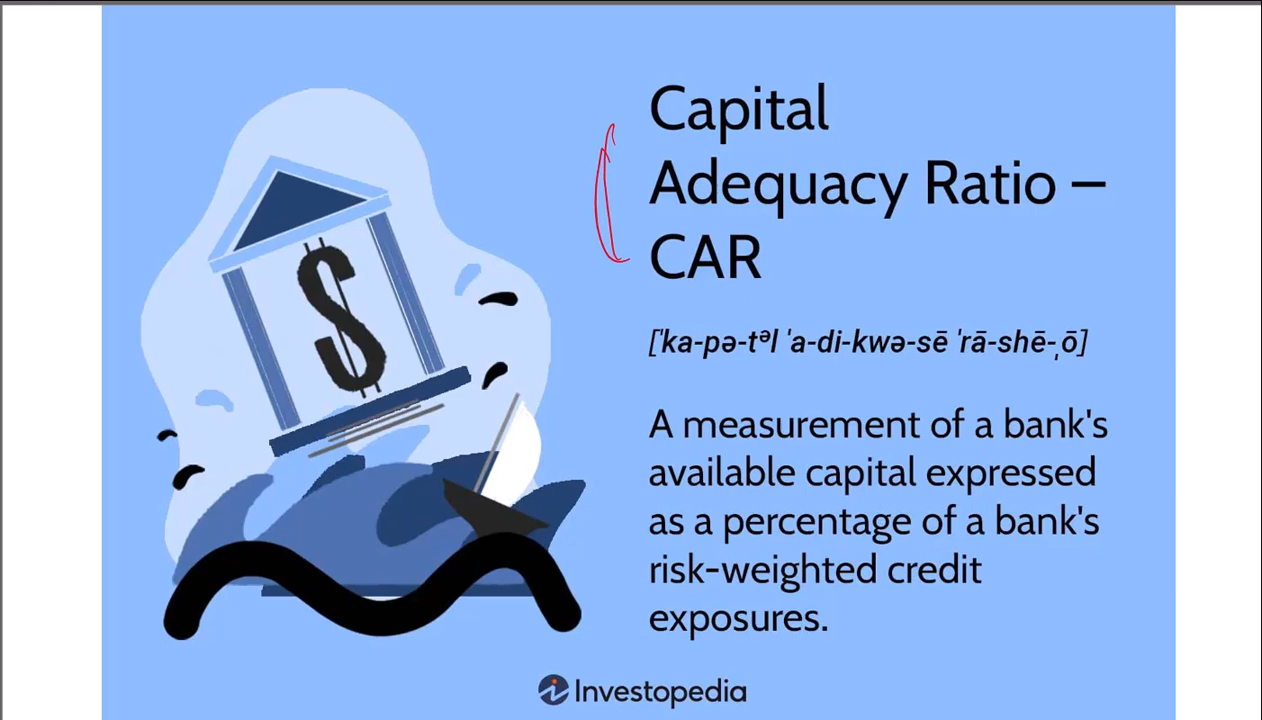 Capital
Adequacy Ratio –
CAR
[ˈka-pə-tᵊl ˈa-di-kwə-sē ˈrā-shē-ˌō]
A measurement of a bank's
available capital expressed
as a percentage of a bank's
risk-weighted credit
exposures.
$
Investopedia